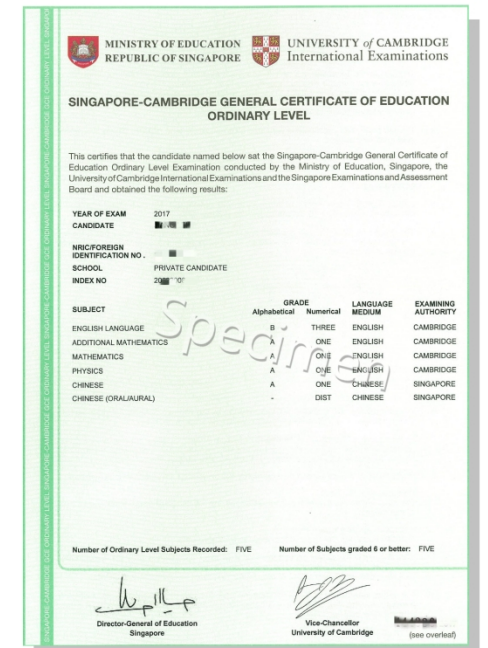 MINISTRY OF EDUCATION
REPUBLIC OF SINGAPORE
UNIVERSITY of CAMBRIDGE
International Examinations
SINGAPORE-CAMBRIDGE GENERAL CERTIFICATE OF EDUCATION
ORDINARY LEVEL
This certifies that the candidate named below sat the Singapore-Cambridge General Certificate of
Education Ordinary Level Examination conducted by the Ministry of Education, Singapore, the
University of Cambridge International Examinations and the Singapore Examinations and Assessment
Board and obtained the following results:
YEAR OF EXAM 2017
CANDIDATE
NRIC/FOREIGN
IDENTIFICATION NO .
SCHOOL PRIVATE CANDIDATE
INDEX NO
SUBJECT GRADE LANGUAGE MEDIUM EXAMINING AUTHORITY
Alphabetical Numerical
ENGLISH LANGUAGE B THREE ENGLISH CAMBRIDGE
ADDITIONAL MATHEMATICS A ONE ENGLISH CAMBRIDGE
MATHEMATICS A ONE ENGLISH CAMBRIDGE
PHYSICS A ONE ENGLISH CAMBRIDGE
CHINESE A ONE CHINESE SINGAPORE
CHINESE (ORAL/AURAL) - DIST CHINESE SINGAPORE
Specimen
Number of Ordinary Level Subjects Recorded: FIVE Number of Subjects graded 6 or better: FIVE
Director-General of Education
Singapore
Vice-Chancellor
University of Cambridge
(see overleaf)